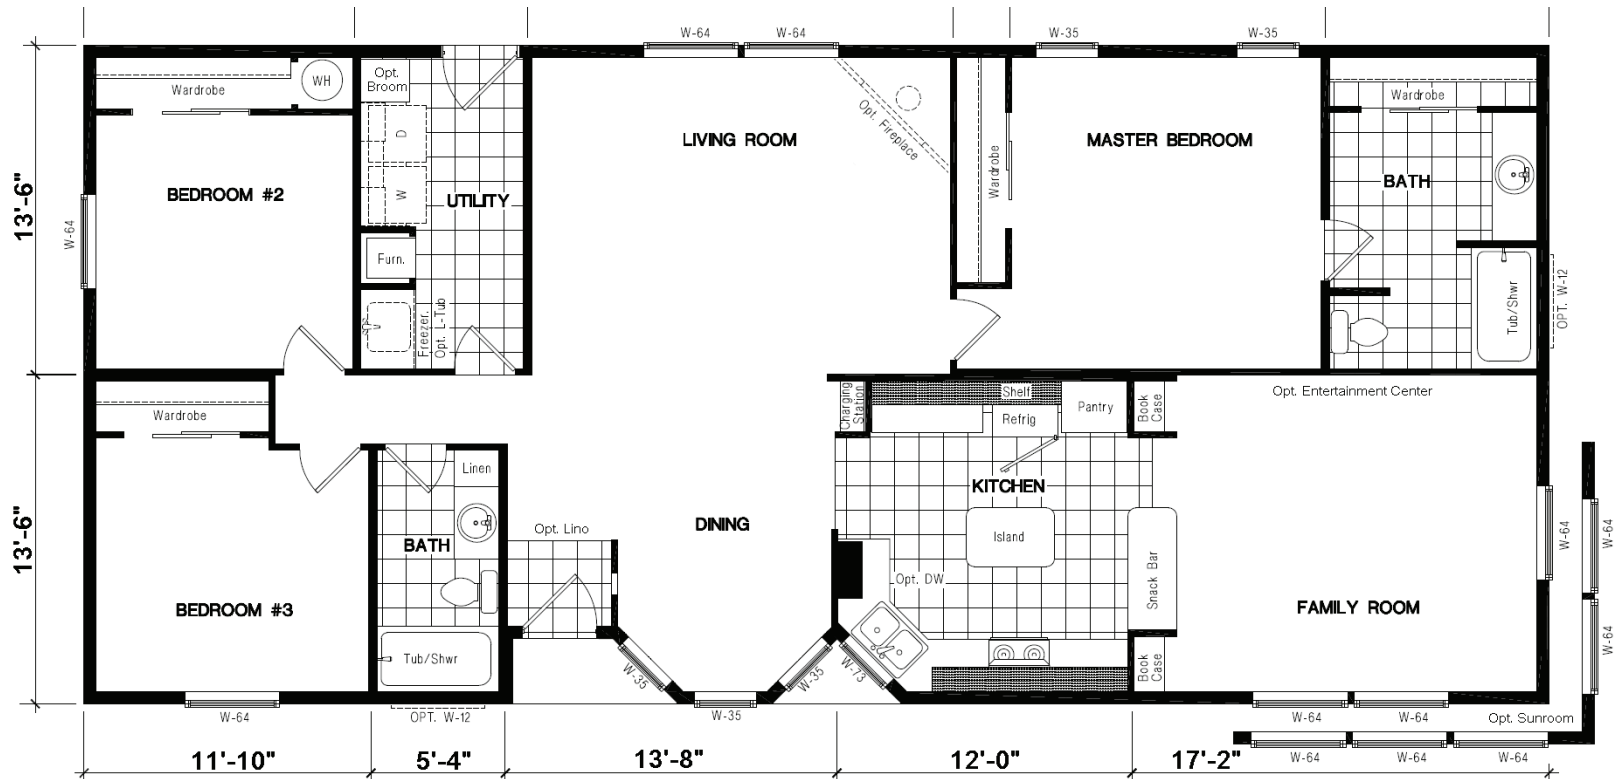 W-64
W-64
W-35
W-35
Opt.
Broom
WH
Wardrobe
Wardrobe
D
Opt. Fireplace
LIVING ROOM
MASTER BEDROOM
13'-6"
W-64
BEDROOM #2
W
UTILITY
Wardrobe
BATH
Furn.
Freezer,
Opt. L-Tub
Tub/Shwr
OPT. W-12
Wardrobe
Charging
Station
Shelf
Refrig
Pantry
Book
Case
Opt. Entertainment Center
Linen
KITCHEN
13'-6"
BATH
Opt. Lino
DINING
Island
Snack Bar
W-64
W-64
Opt. DW
BEDROOM #3
FAMILY ROOM
W-64
Tub/Shwr
W-35
W-35
W-73
Book
Case
W-64
OPT. W-12
W-35
W-64
W-64
Opt. Sunroom
11'-10"
5'-4"
13'-8"
12'-0"
17'-2"
W-64
W-64
W-64